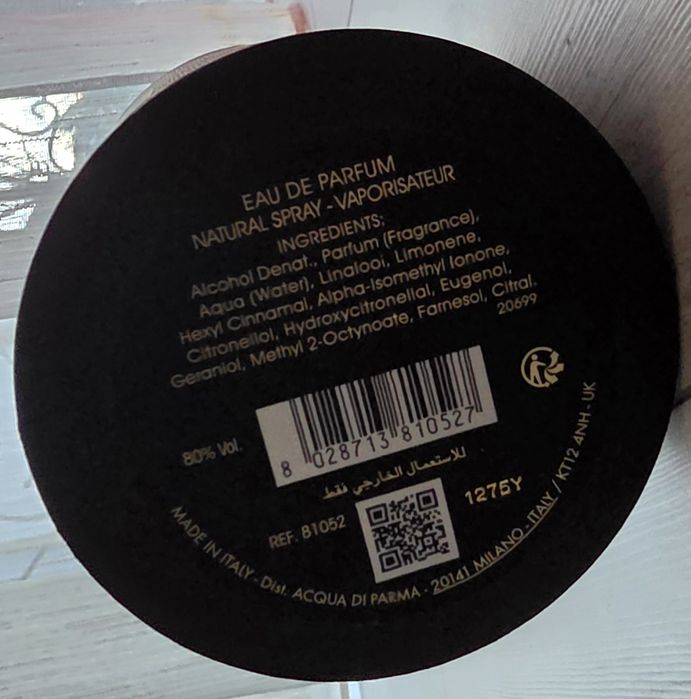 EAU DE PARFUM
NATURAL SPRAY - VAPORISATEUR
INGREDIENTS:
Alcohol Denat., Parfum (Fragrance),
Aqua (Water), Linalool, Limonene,
Hexyl Cinnamal, Alpha-Isomethyl Ionone,
Citronellol, Hydroxycitronellal, Eugenol,
Geraniol, Methyl 2-Octynoate, Farnesol, Citral.
20699
80% Vol.
8 028713 810527
للاستعمال الخارجي فقط
REF. 81052
1275Y
MADE IN ITALY - Dist. ACQUA DI PARMA - 20141 MILANO - ITALY / KT12 4NH - UK